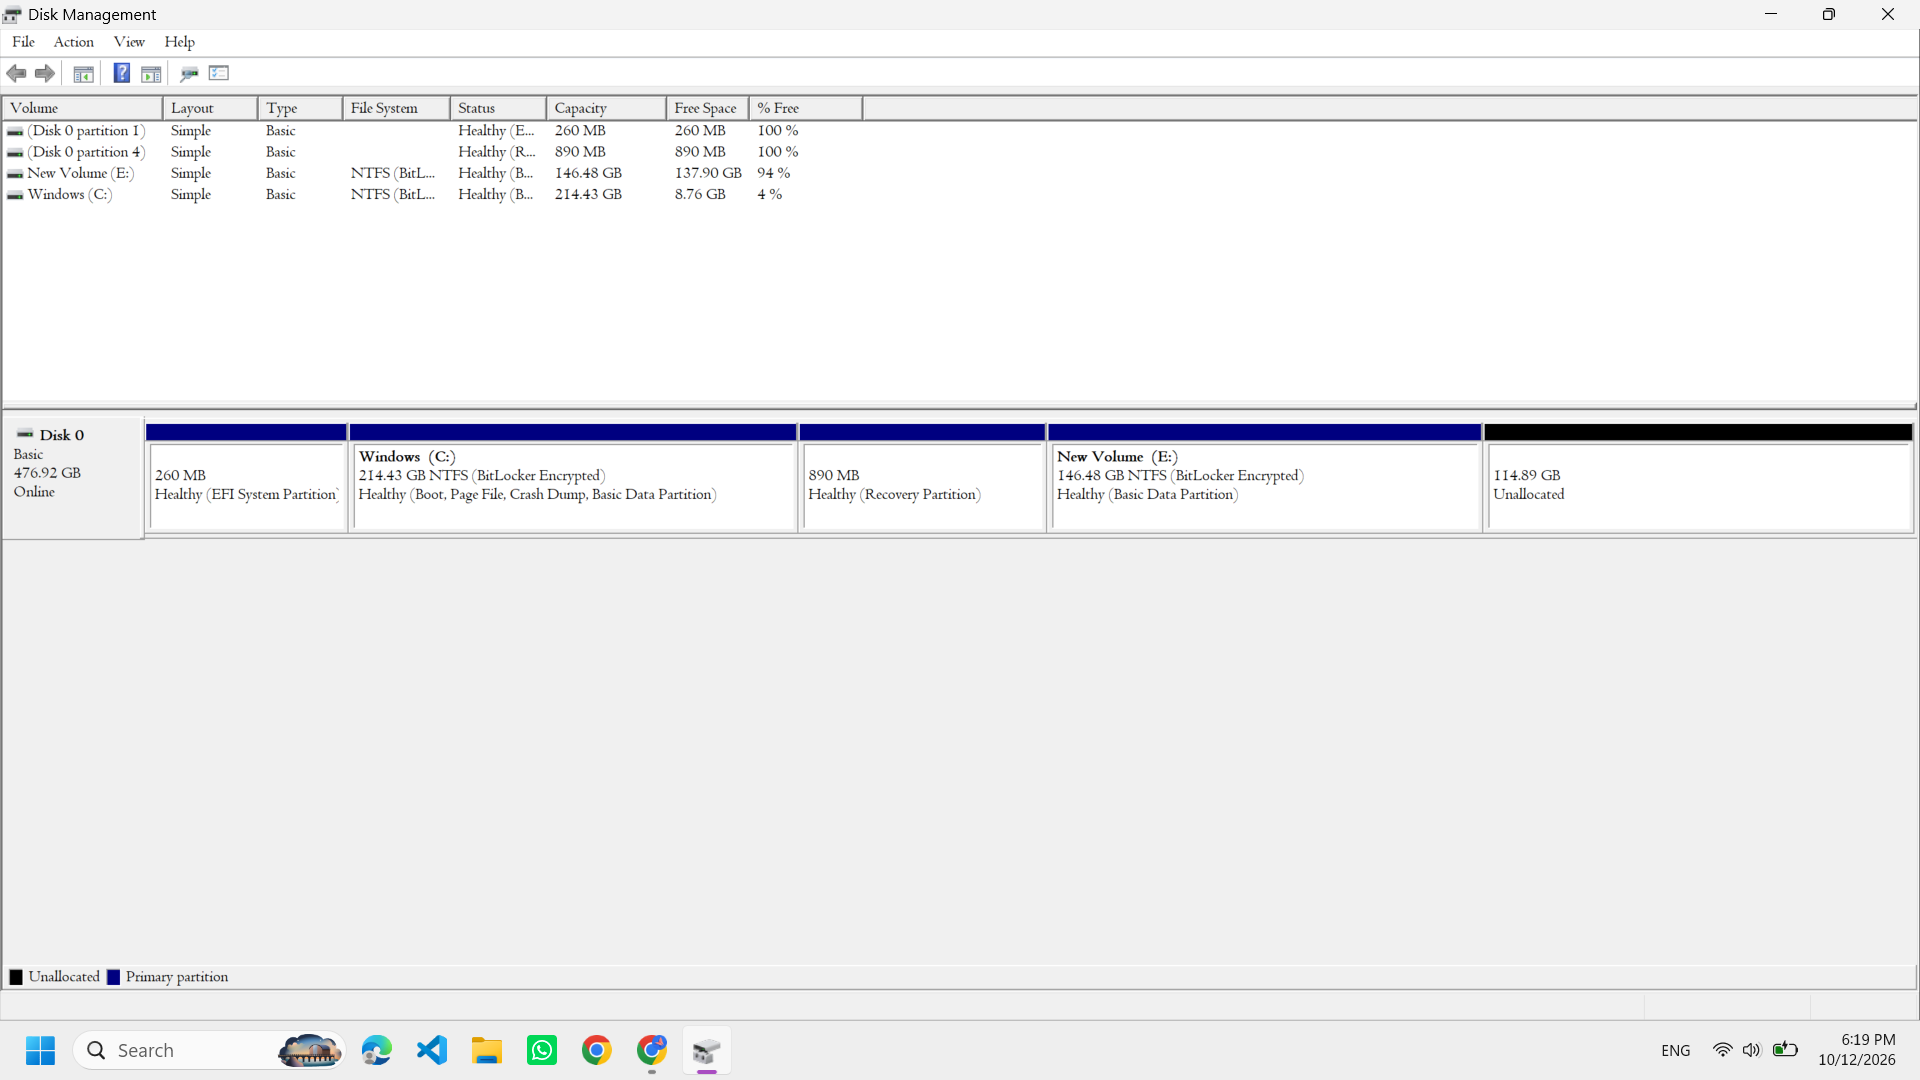 Disk Management
File Action View Help
Volume Layout Type File System Status Capacity Free Space % Free
(Disk 0 partition 1) Simple Basic Healthy (E... 260 MB 260 MB 100 %
(Disk 0 partition 4) Simple Basic Healthy (R... 890 MB 890 MB 100 %
New Volume (E:) Simple Basic NTFS (BitL... Healthy (B... 146.48 GB 137.90 GB 94 %
Windows (C:) Simple Basic NTFS (BitL... Healthy (B... 214.43 GB 8.76 GB 4 %
Disk 0
Basic
476.92 GB
Online
260 MB
Healthy (EFI System Partition)
Windows (C:)
214.43 GB NTFS (BitLocker Encrypted)
Healthy (Boot, Page File, Crash Dump, Basic Data Partition)
890 MB
Healthy (Recovery Partition)
New Volume (E:)
146.48 GB NTFS (BitLocker Encrypted)
Healthy (Basic Data Partition)
114.89 GB
Unallocated
Unallocated Primary partition
Search
ENG
6:19 PM
10/12/2026